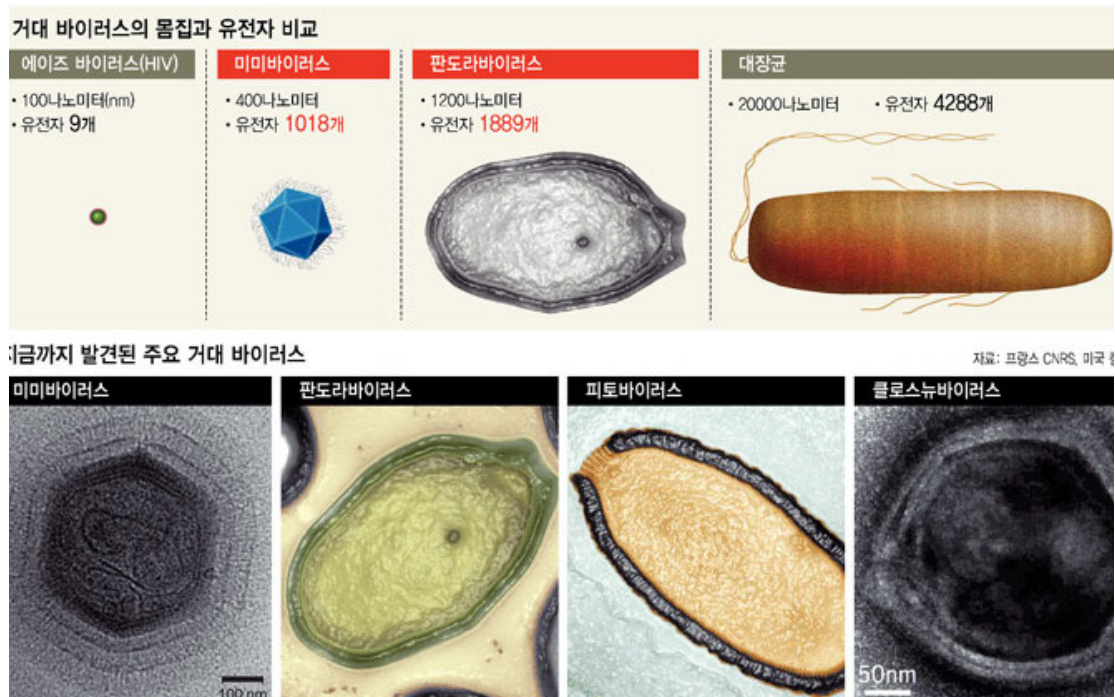 거대 바이러스의 몸집과 유전자 비교
에이즈 바이러스(HIV)
• 100나노미터(nm)
• 유전자 9개
미미바이러스
• 400나노미터
• 유전자 1018개
판도라바이러스
• 1200나노미터
• 유전자 1889개
대장균
• 20000나노미터 • 유전자 4288개
지금까지 발견된 주요 거대 바이러스
자료: 프랑스 CNRS, 미국
미미바이러스
100 nm
판도라바이러스
피토바이러스
클로스뉴바이러스
50nm